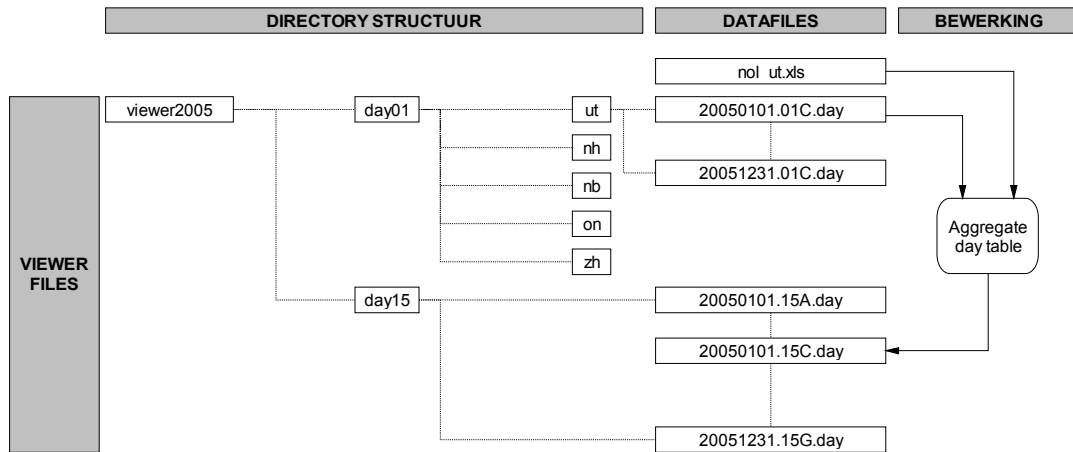 DIRECTORY STRUCTUUR
DATAFILES
BEWERKING
nol ut.xls
viewer2005
day01
ut
20050101.01C.day
nh
nb
20051231.01C.day
on
zh
Aggregate
day table
VIEWER
FILES
day15
20050101.15A.day
20050101.15C.day
20051231.15G.day